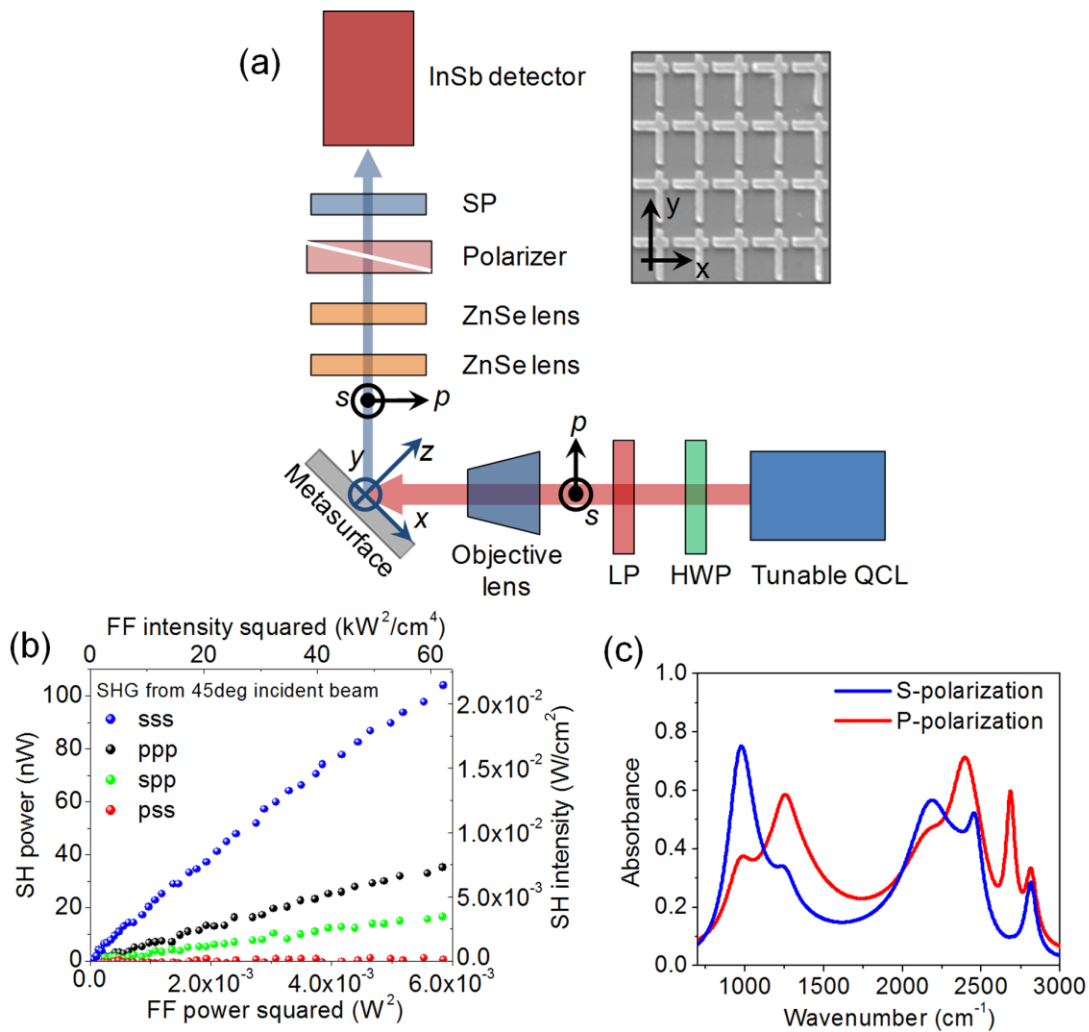 (a)
InSb detector
SP
Polarizer
ZnSe lens
ZnSe lens
s
p
y
z
x
Metasurface
Objective
lens
p
s
LP
HWP
Tunable QCL
y
x
(b)
FF intensity squared (kW²/cm⁴)
0 20 40 60
SHG from 45deg incident beam
sss
ppp
spp
pss
SH power (nW)
100
80
60
40
20
0
2.0x10⁻²
1.5x10⁻²
1.0x10⁻²
5.0x10⁻³
0.0
SH intensity (W/cm²)
0.0 2.0x10⁻³ 4.0x10⁻³ 6.0x10⁻³
FF power squared (W²)
(c)
S-polarization
P-polarization
Absorbance
1.0
0.8
0.6
0.4
0.2
0.0
1000 1500 2000 2500 3000
Wavenumber (cm⁻¹)